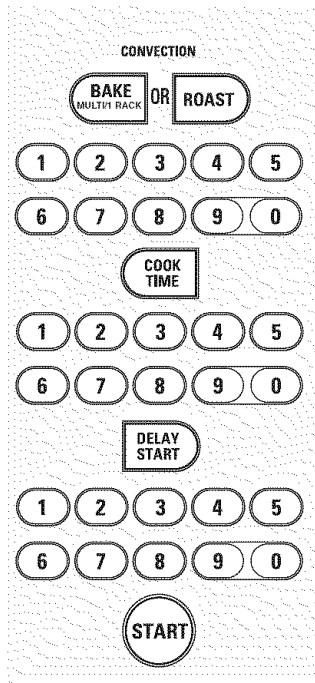 CONVECTION
BAKE OR ROAST
MULTI/1 RACK
1 2 3 4 5
6 7 8 9 0
COOK
TIME
1 2 3 4 5
6 7 8 9 0
DELAY
START
1 2 3 4 5
6 7 8 9 0
START